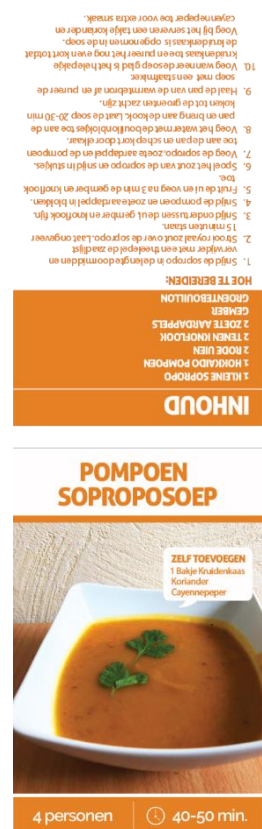 INHOUD
1 KLEINE SOPROPO
1 HOKKAIDO POMPOEN
2 RODE UIEN
2 TENEN KNOFLOOK
2 ZOETE AARDAPPELS
GEMBER
GROENTEBOUILLON
HOE TE BEREIDEN:
1. Snijd de sopropo in de lengte doormidden en
verwijder met een theelepel de zaadlijst
2. Strooi royaal zout over de sopropo. Laat ongeveer
15 minuten staan.
3. Snijd ondertussen de ui, gember en knoflook fijn.
4. Snijd de pompoen en zoete aardappel in blokken.
5. Fruit de ui en voeg na 3 min de gember en knoflook
toe.
6. Spoel het zout van de sopropo en snijd in stukjes.
7. Voeg de sopropo, zoete aardappel en de pompoen
toe aan de pan en schep kort door elkaar.
8. Voeg het water met de bouillonblokjes toe aan de
pan en breng aan de kook. Laat de soep 20-30 min
koken tot de groenten zacht zijn.
9. Haal de pan van de warmtebron af en pureer de
soep met een staafmixer.
10. Voeg wanneer de soep glad is het hele bakje
kruidenkaas toe en pureer het nog even kort totdat
de kruidenkaas is opgenomen in de soep.
Voeg bij het serveren een takje koriander en
cayennepeper toe voor extra smaak.
POMPOEN
SOPROPOSOEP
ZELF TOEVOEGEN
1 Bakje Kruidenkaas
Koriander
Cayennepeper
4 personen
40-50 min.